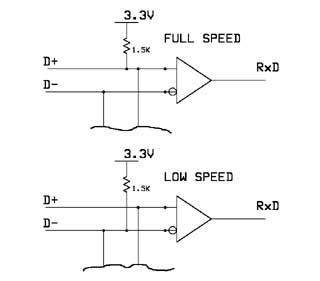 3.3V
FULL SPEED
1.5K
D+
RxD
D-
3.3V
LOW SPEED
1.5K
D+
RxD
D-